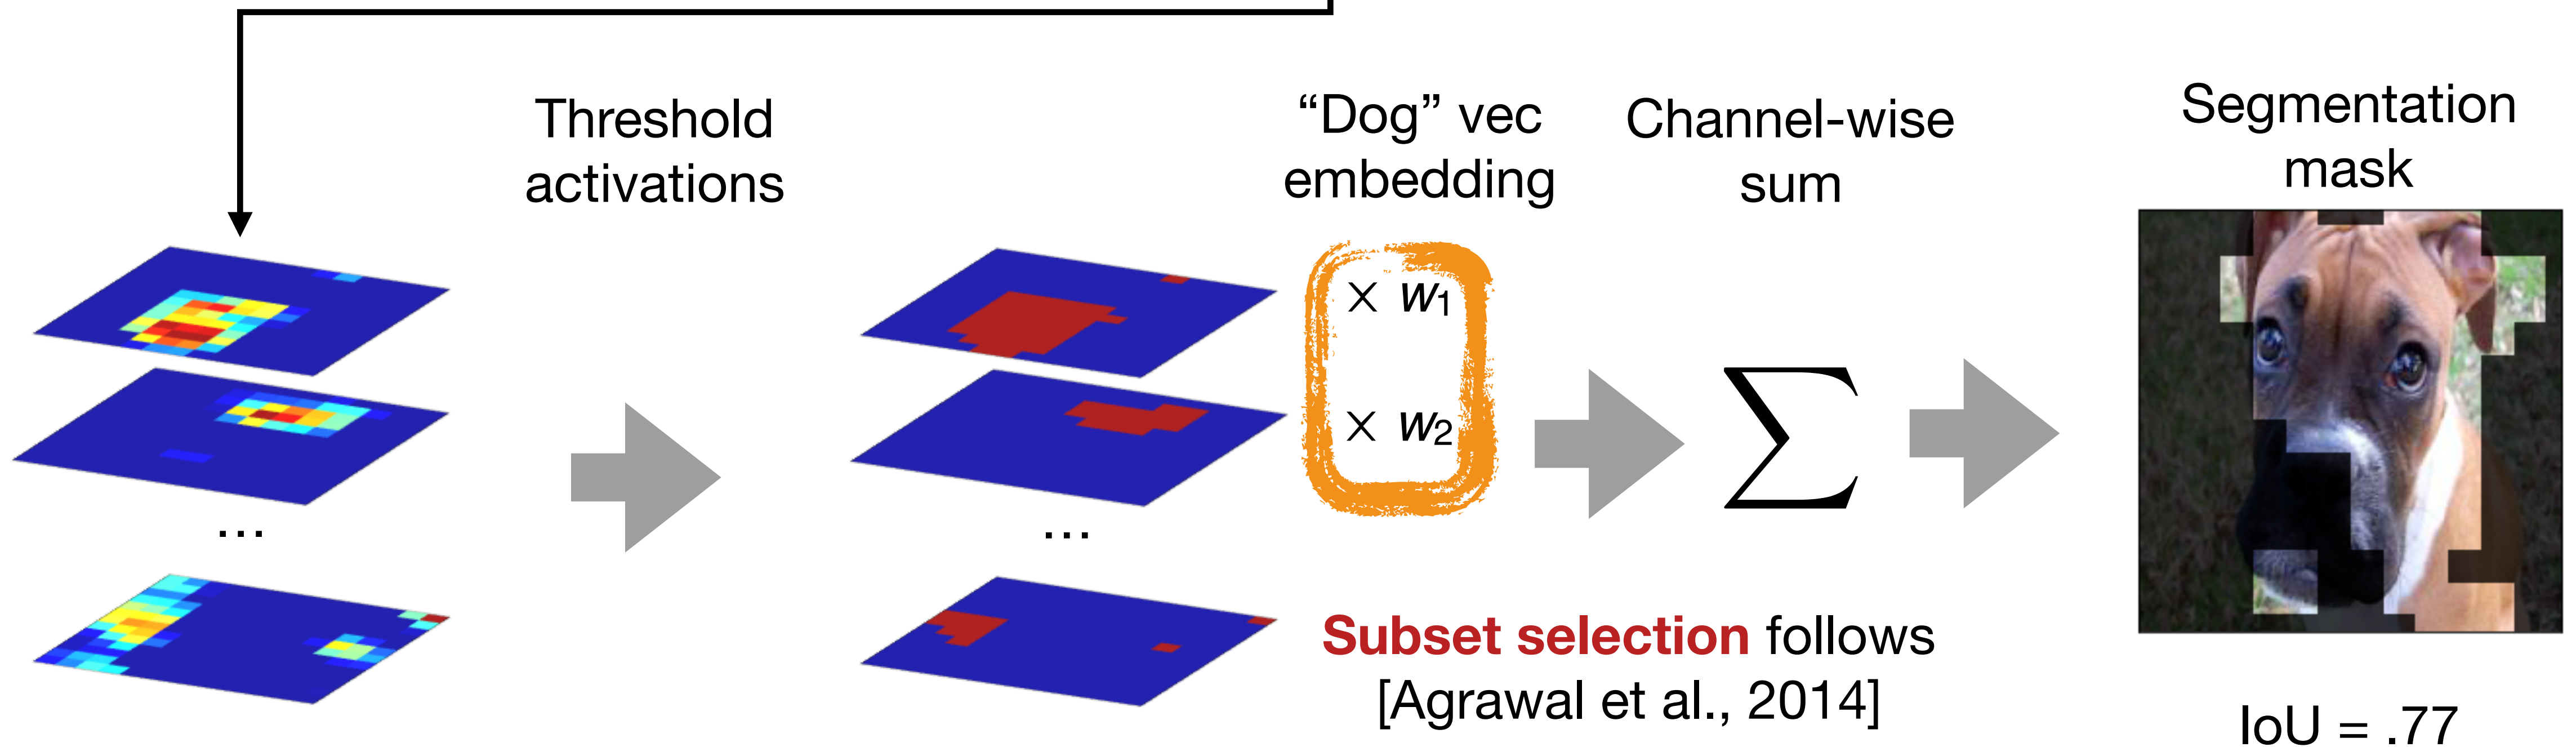 Threshold
activations
“Dog” vec
embedding
Channel-wise
sum
Segmentation
mask
× w₁
× w₂
∑
...
...
Subset selection follows
[Agrawal et al., 2014]
IoU = .77